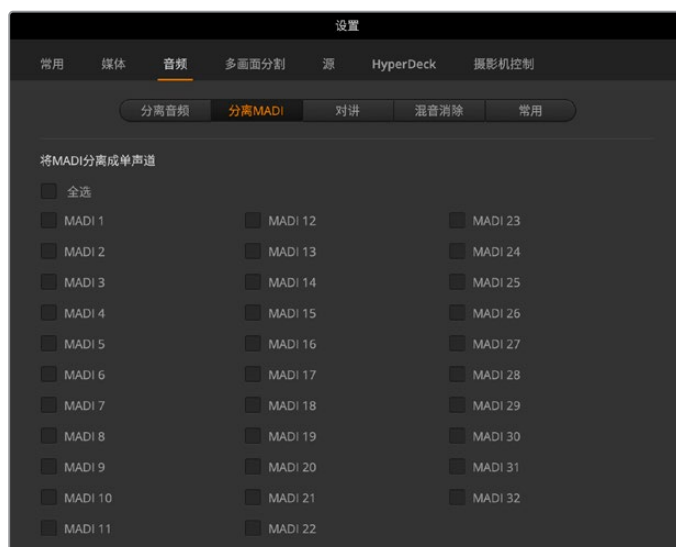 设置
常用 媒体 音频 多画面分割 源 HyperDeck 摄影机控制
分离音频 分离MADI 对讲 混音消除 常用
将MADI分离成单声道
全选
MADI 1 MADI 12 MADI 23
MADI 2 MADI 13 MADI 24
MADI 3 MADI 14 MADI 25
MADI 4 MADI 15 MADI 26
MADI 5 MADI 16 MADI 27
MADI 6 MADI 17 MADI 28
MADI 7 MADI 18 MADI 29
MADI 8 MADI 19 MADI 30
MADI 9 MADI 20 MADI 31
MADI 10 MADI 21 MADI 32
MADI 11 MADI 22